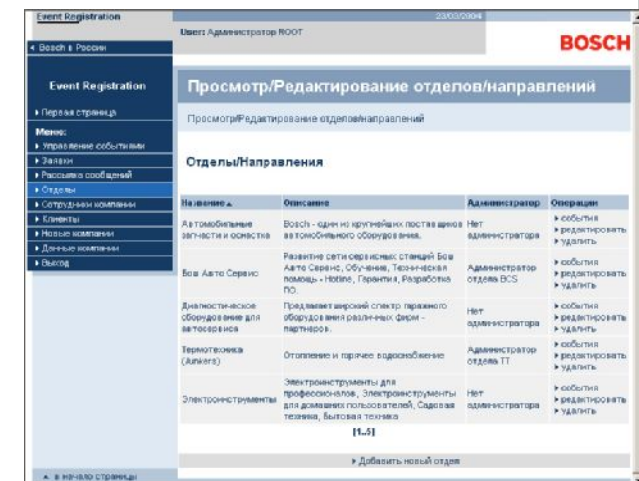 Event Registration
23/03/2004
User: Администратор ROOT
BOSCH
Bosch в России
Event Registration
Просмотр/Редактирование отделов/направлений
Первая страница
Просмотр/Редактирование отделов/направлений
Меню:
Управление событиями
Заявки
Рассылка сообщений
Отделы
Сотрудники компании
Клиенты
Новые компании
Данные компании
Выход
Отделы/Направления
Название Описание Администратор Операции
Автомобильные запчасти и оснастка
Bosch - один из крупнейших поставщиков автомобильного оборудования.
Нет администратора
события
редактировать
удалить
Бош Авто Сервис
Развитие сети сервисных станций Бош
Авто Сервис, Обучение, Техническая
помощь - Hotline, Гарантия, Разработка
ПО.
Администратор
отдела BCS
события
редактировать
удалить
Диагностическое
оборудование для
автосервиса
Предлагает широкий спектр гаражного
оборудования различных фирм -
партнеров.
Нет
администратора
события
редактировать
удалить
Термотехника
(Junkers)
Отопление и горячее водоснабжение
Администратор
отдела TT
события
редактировать
удалить
Электроинструменты
Электроинструменты для
профессионалов, Электроинструменты
для домашних пользователей, Садовая
техника, Бытовая техника
Нет
администратора
события
редактировать
удалить
[1..5]
Добавить новый отдел
в начало страницы